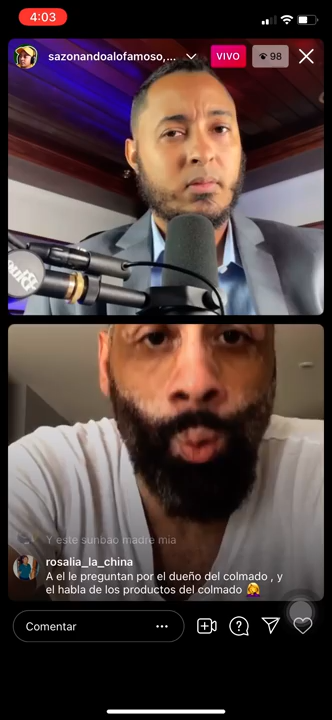 4:03
sazonandoalofamoso,...
VIVO
98
Y este sunbao madre mia
rosalia_la_china
A el le preguntan por el dueño del colmado , y
el habla de los productos del colmado 🤦‍♀️
Comentar